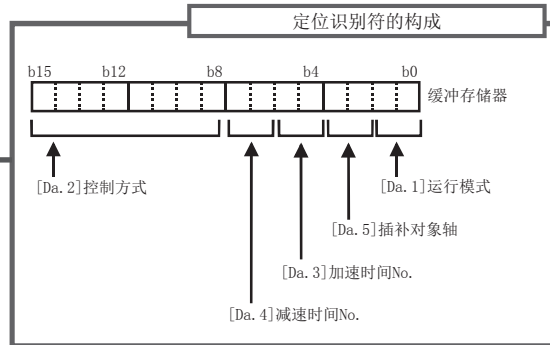 定位识别符的构成
b15 b12 b8 b4 b0
缓冲存储器
[Da.2]控制方式
[Da.1]运行模式
[Da.5]插补对象轴
[Da.3]加速时间No.
[Da.4]减速时间No.